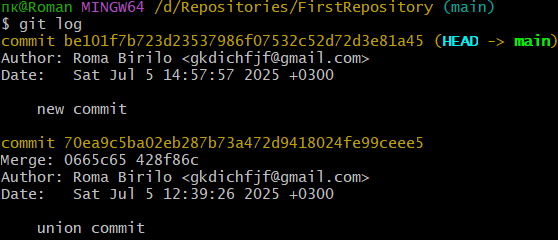 пк@Roman MINGW64 /d/Repositories/FirstRepository (main)
$ git log
commit be101f7b723d23537986f07532c52d72d3e81a45 (HEAD -> main)
Author: Roma Birilo <gkdichfjf@gmail.com>
Date:   Sat Jul 5 14:57:57 2025 +0300
    new commit
commit 70ea9c5ba02eb287b73a472d9418024fe99ceee5
Merge: 0665c65 428f86c
Author: Roma Birilo <gkdichfjf@gmail.com>
Date:   Sat Jul 5 12:39:26 2025 +0300
    union commit